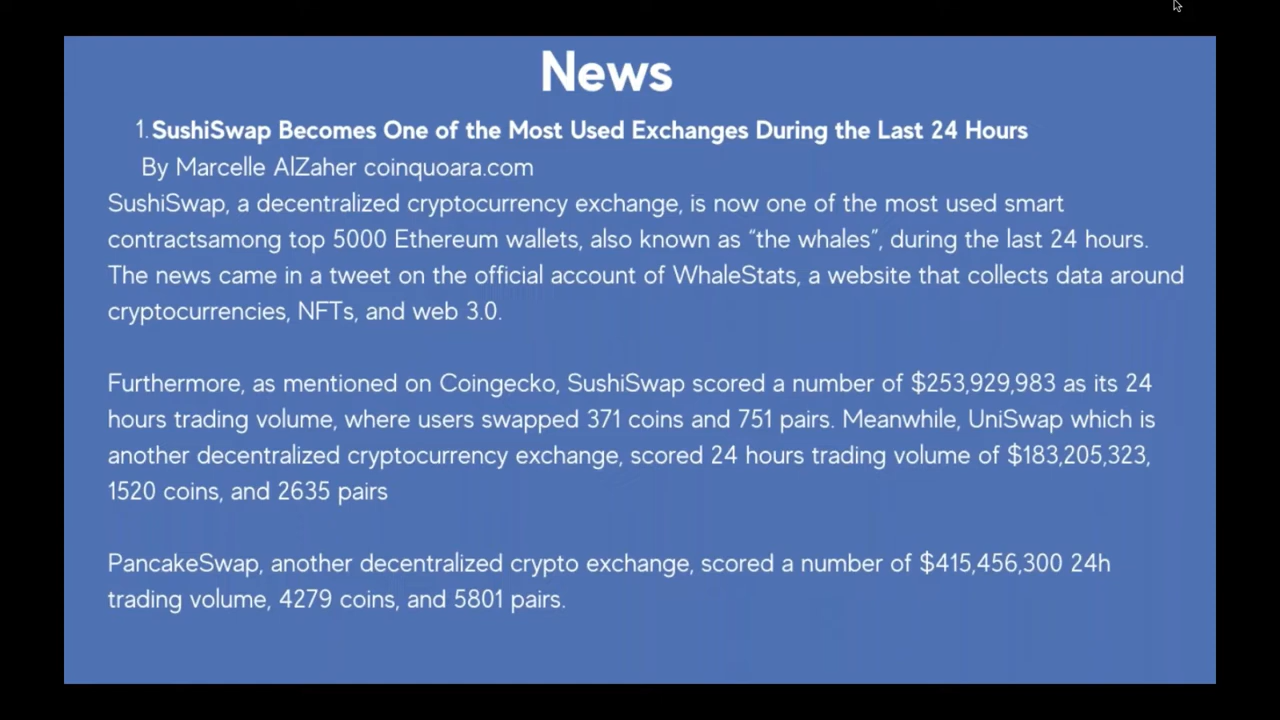 News
1. SushiSwap Becomes One of the Most Used Exchanges During the Last 24 Hours
By Marcelle AlZaher coinquoara.com
SushiSwap, a decentralized cryptocurrency exchange, is now one of the most used smart
contractsamong top 5000 Ethereum wallets, also known as “the whales”, during the last 24 hours.
The news came in a tweet on the official account of WhaleStats, a website that collects data around
cryptocurrencies, NFTs, and web 3.0.
Furthermore, as mentioned on Coingecko, SushiSwap scored a number of $253,929,983 as its 24
hours trading volume, where users swapped 371 coins and 751 pairs. Meanwhile, UniSwap which is
another decentralized cryptocurrency exchange, scored 24 hours trading volume of $183,205,323,
1520 coins, and 2635 pairs
PancakeSwap, another decentralized crypto exchange, scored a number of $415,456,300 24h
trading volume, 4279 coins, and 5801 pairs.